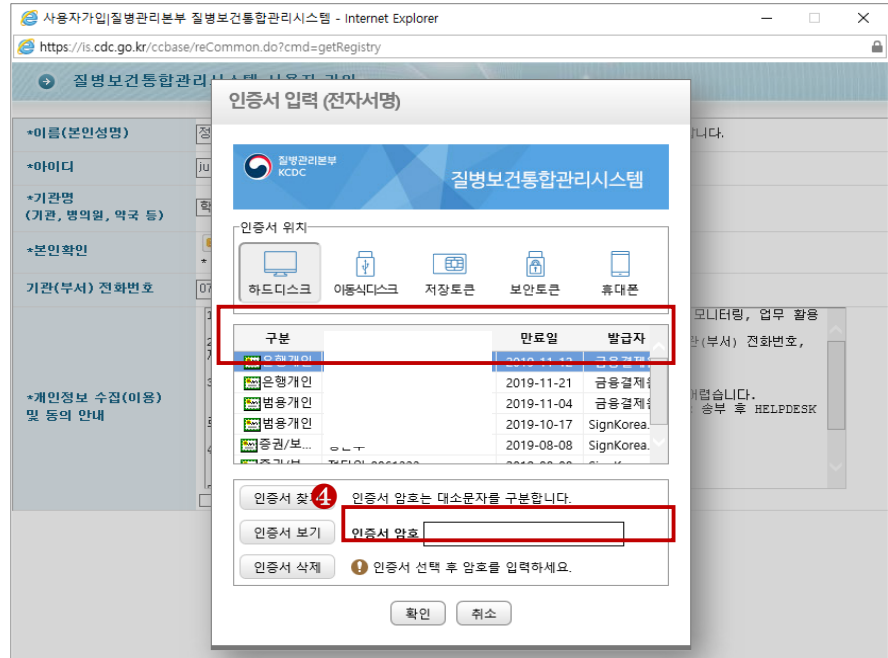 사용자가입|질병관리본부 질병보건통합관리시스템 - Internet Explorer
https://is.cdc.go.kr/ccbase/reCommon.do?cmd=getRegistry
질병보건통합관리시스템 사용자 가입
인증서 입력 (전자서명)
*이름(본인성명)
정
니다.
*아이디
ju
질병관리본부
KCDC
질병보건통합관리시스템
*기관명
(기관, 병의원, 약국 등)
학
*본인확인
*
기관(부서) 전화번호
07
인증서 위치
하드디스크 이동식디스크 저장토큰 보안토큰 휴대폰
모니터링, 업무 활용
(부서) 전화번호,
구분 만료일 발급자
은행개인 2019-11-12 금융결제
은행개인 2019-11-21 금융결제
범용개인 2019-11-04 금융결제
범용개인 2019-10-17 SignKorea.
증권/보... 2019-08-08 SignKorea.
*개인정보 수집(이용)
및 동의 안내
렵습니다.
송부 후 HELPDESK
인증서 찾 4 인증서 암호는 대소문자를 구분합니다.
인증서 보기 인증서 암호
인증서 삭제 인증서 선택 후 암호를 입력하세요.
확인 취소